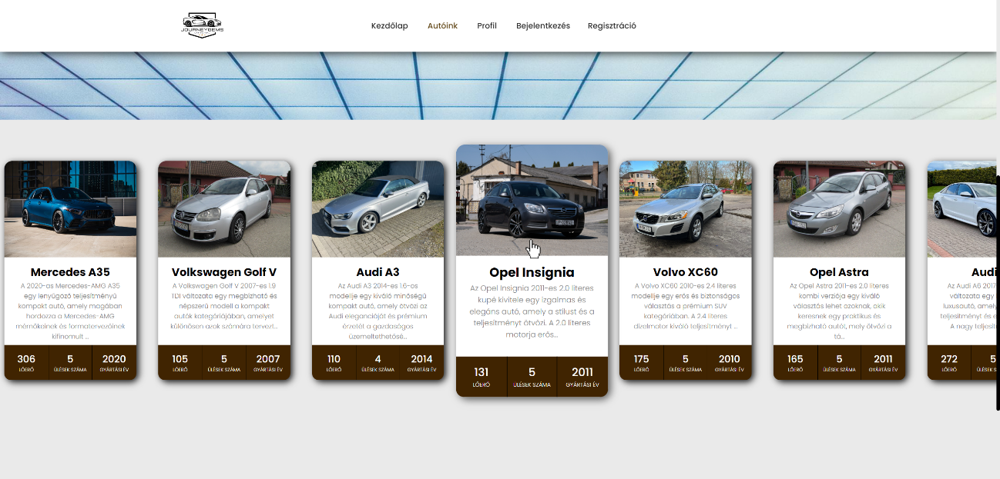 JOURNEYGEMS
Kezdőlap
Autóink
Profil
Bejelentkezés
Regisztráció
Mercedes A35
A 2020-as Mercedes-AMG A35
egy lenyűgöző teljesítményű
kompakt autó, amely magában
hordozza a Mercedes-AMG
mérnökeinek és formatervezőinek
kifinomult ...
306
5
2020
LÓERŐ
ÜLÉSEK SZÁMA
GYÁRTÁSI ÉV
Volkswagen Golf V
A Volkswagen Golf V 2007-es 1.9
TDI változata egy megbízható és
népszerű modell a kompakt
autók kategóriájában, amelyet
különösen azok számára tervezt...
105
5
2007
LÓERŐ
ÜLÉSEK SZÁMA
GYÁRTÁSI ÉV
Audi A3
Az Audi A3 2014-es 1.6-os
modellje egy kiváló minőségű
kompakt autó, amely ötvözi az
Audi eleganciáját és prémium
érzetét a gazdaságos
üzemeltethetősé...
110
4
2014
LÓERŐ
ÜLÉSEK SZÁMA
GYÁRTÁSI ÉV
Opel Insignia
Az Opel Insignia 2011-es 2.0 literes
kupé kivitele egy izgalmas és
elegáns autó, amely a stílust és a
teljesítményt ötvözi. A 2.0 literes
motorja erős...
131
5
2011
LÓERŐ
ÜLÉSEK SZÁMA
GYÁRTÁSI ÉV
Volvo XC60
A Volvo XC60 2010-es 2.4 literes
modellje egy erős és biztonságos
választás a prémium SUV
kategóriában. A 2.4 literes
dízelmotor kiváló teljesítményt ...
175
5
2010
LÓERŐ
ÜLÉSEK SZÁMA
GYÁRTÁSI ÉV
Opel Astra
Az Opel Astra 2011-es 2.0 literes
kombi verziója egy kiváló
választás lehet azoknak, akik
keresnek egy praktikus és
megbízható autót, mely ötvözi a
tá...
165
5
2011
LÓERŐ
ÜLÉSEK SZÁMA
GYÁRTÁSI ÉV
Audi
Az Audi A6 2017
változata egy
luxusautó, amely
teljesítményt és e
A nagy teljesít
272
5
LÓERŐ
ÜLÉSEK S